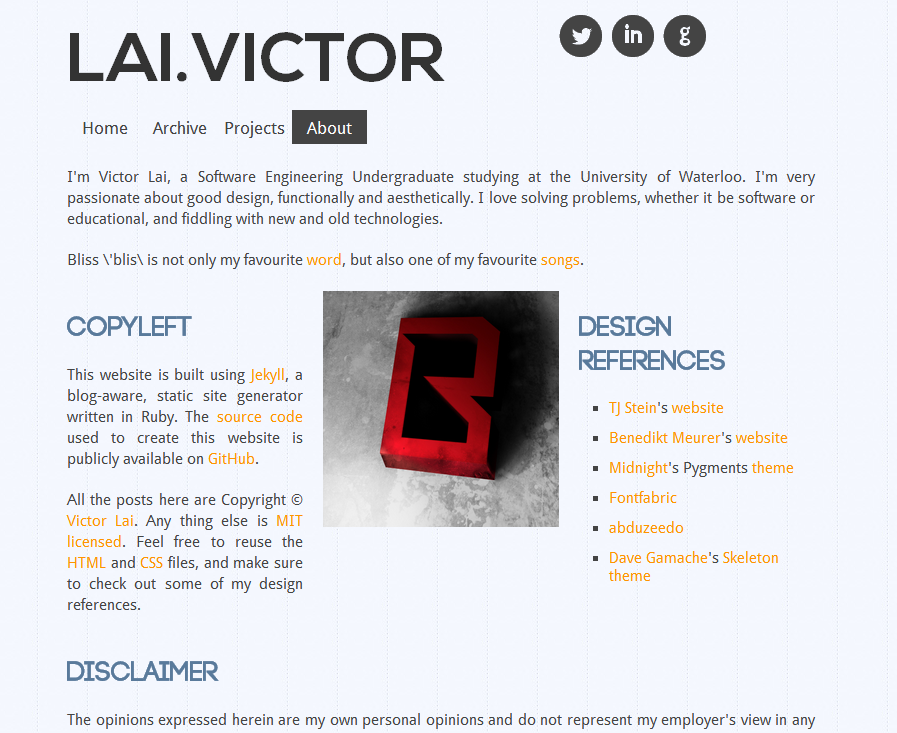 LAI.VICTOR
Home Archive Projects About
I'm Victor Lai, a Software Engineering Undergraduate studying at the University of Waterloo. I'm very
passionate about good design, functionally and aesthetically. I love solving problems, whether it be software or
educational, and fiddling with new and old technologies.
Bliss \'blis\ is not only my favourite word, but also one of my favourite songs.
COPYLEFT
This website is built using Jekyll, a
blog-aware, static site generator
written in Ruby. The source code
used to create this website is
publicly available on GitHub.
All the posts here are Copyright ©
Victor Lai. Any thing else is MIT
licensed. Feel free to reuse the
HTML and CSS files, and make sure
to check out some of my design
references.
B
DESIGN
REFERENCES
TJ Stein's website
Benedikt Meurer's website
Midnight's Pygments theme
Fontfabric
abduzeedo
Dave Gamache's Skeleton
theme
DISCLAIMER
The opinions expressed herein are my own personal opinions and do not represent my employer's view in any